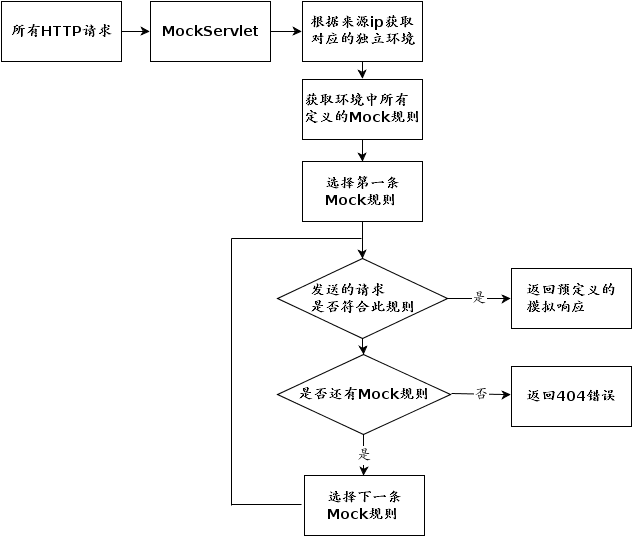 所有HTTP请求
MockServlet
根据来源ip获取
对应的独立环境
获取环境中所有
定义的Mock规则
选择第一条
Mock规则
发送的请求
是否符合此规则
是
返回预定义的
模拟响应
是否还有Mock规则
否
返回404错误
是
选择下一条
Mock规则